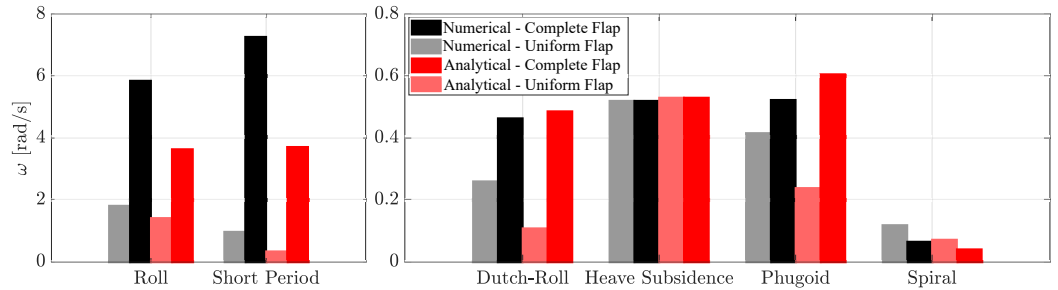 8
6
4
2
0
ω [rad/s]
Roll
Short Period
0.8
0.6
0.4
0.2
0
Numerical - Complete Flap
Numerical - Uniform Flap
Analytical - Complete Flap
Analytical - Uniform Flap
Dutch-Roll
Heave Subsidence
Phugoid
Spiral